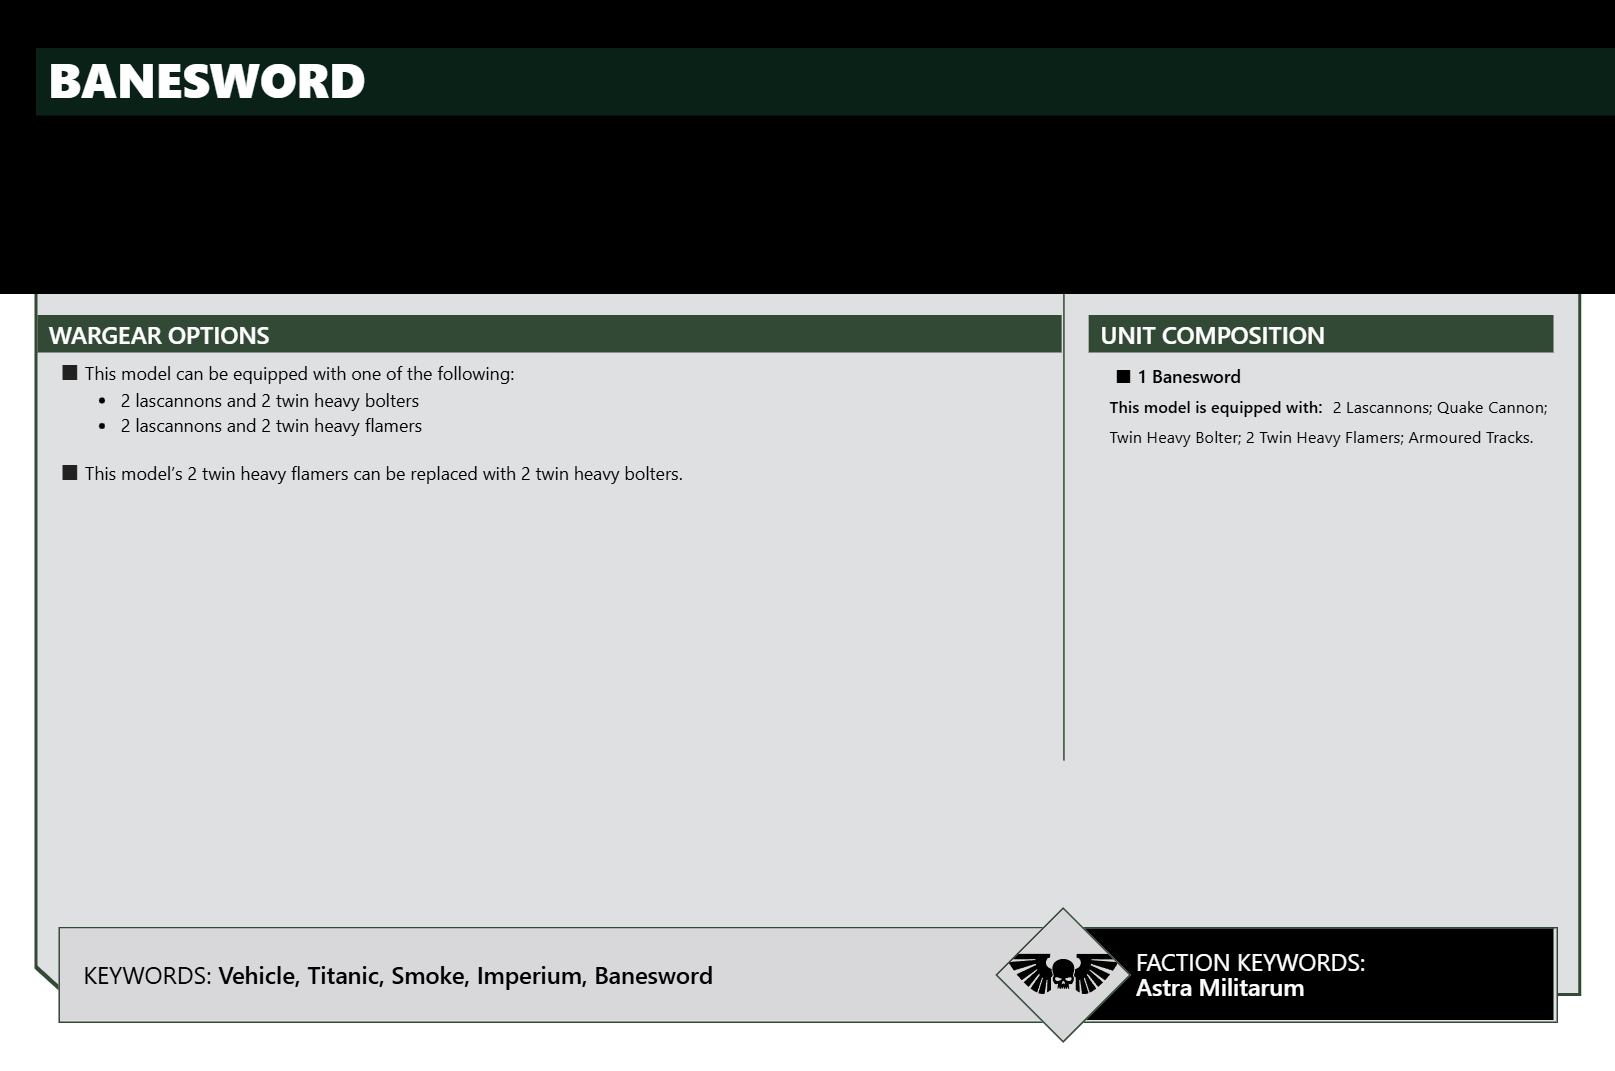 BANESWORD
WARGEAR OPTIONS
■ This model can be equipped with one of the following:
• 2 lascannons and 2 twin heavy bolters
• 2 lascannons and 2 twin heavy flamers
■ This model’s 2 twin heavy flamers can be replaced with 2 twin heavy bolters.
UNIT COMPOSITION
■ 1 Banesword
This model is equipped with: 2 Lascannons; Quake Cannon;
Twin Heavy Bolter; 2 Twin Heavy Flamers; Armoured Tracks.
KEYWORDS: Vehicle, Titanic, Smoke, Imperium, Banesword
FACTION KEYWORDS:
Astra Militarum